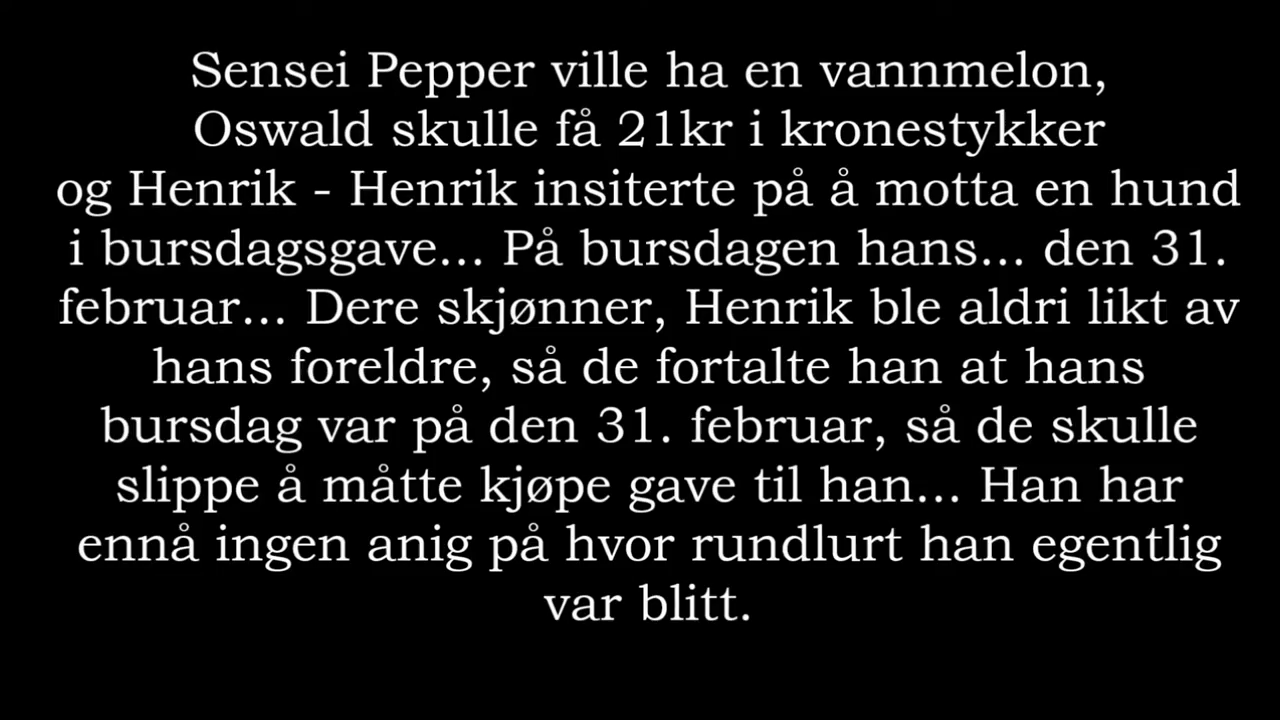 Sensei Pepper ville ha en vannmelon,
Oswald skulle få 21kr i kronestykker
og Henrik - Henrik insiterte på å motta en hund
i bursdagsgave... På bursdagen hans... den 31.
februar... Dere skjønner, Henrik ble aldri likt av
hans foreldre, så de fortalte han at hans
bursdag var på den 31. februar, så de skulle
slippe å måtte kjøpe gave til han... Han har
ennå ingen anig på hvor rundlurt han egentlig
var blitt.